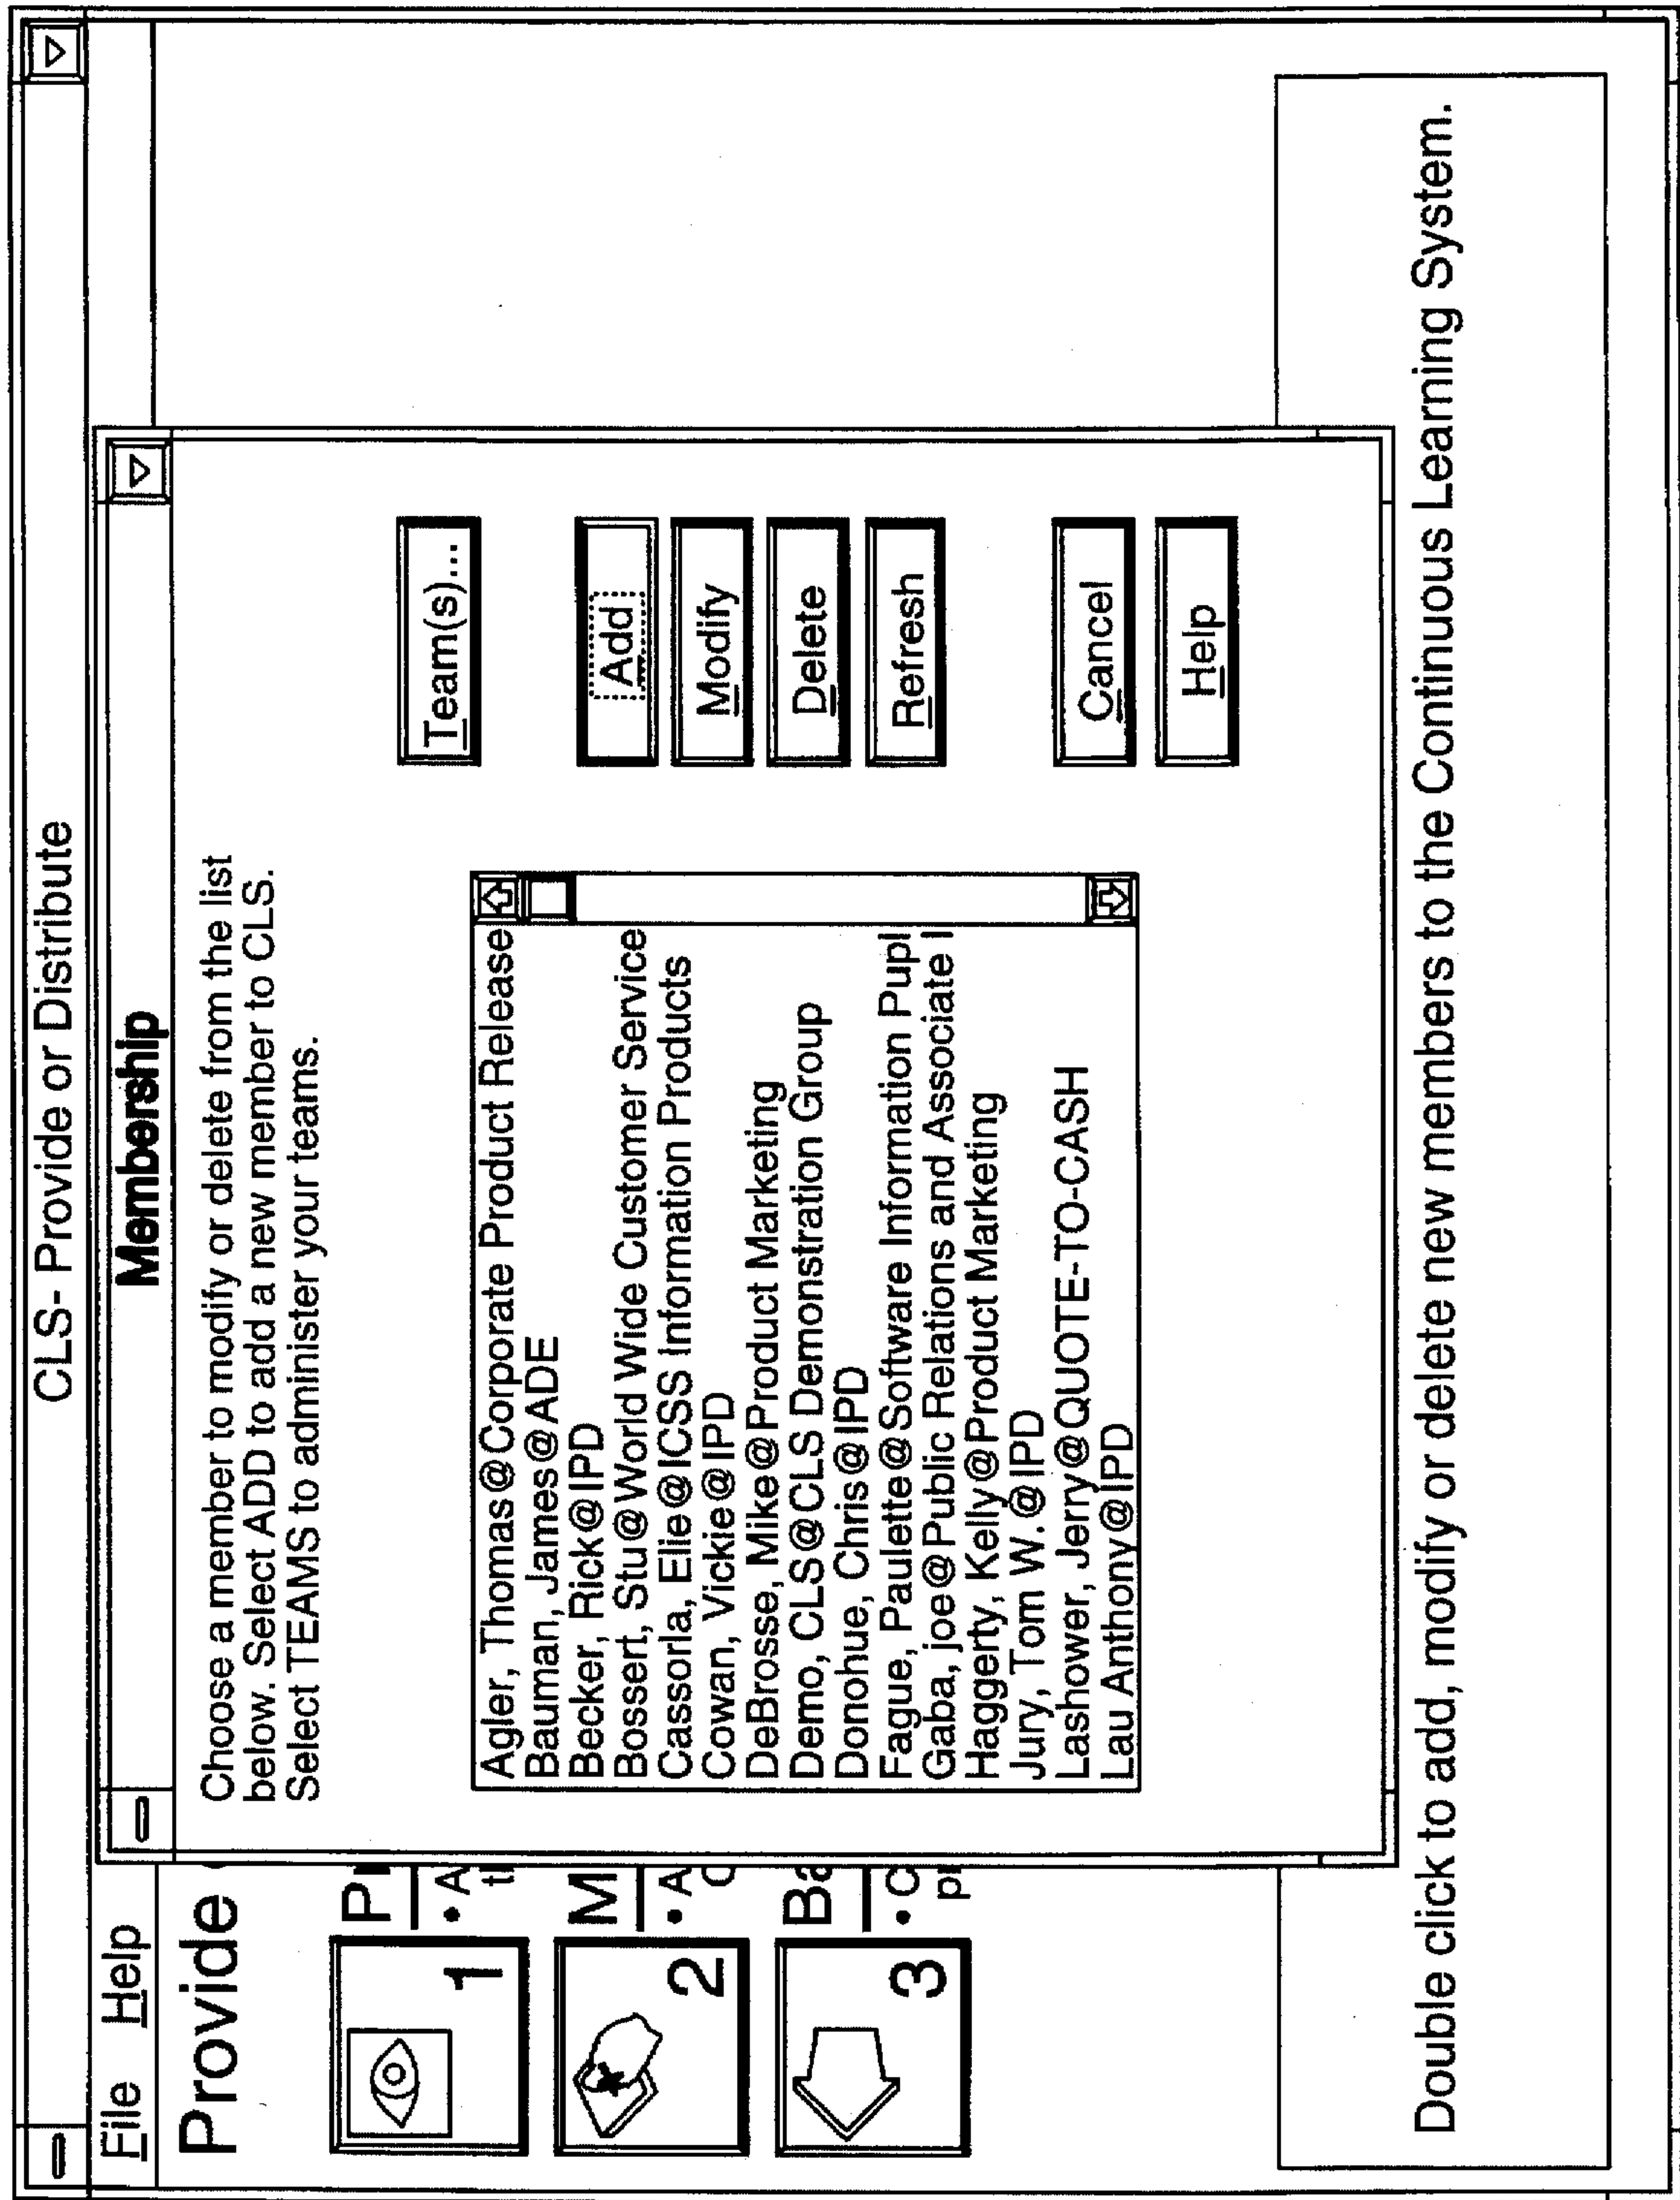 CLS- Provide or Distribute
File Help
Provide
1
2
3
Pr
• A
M
• A
Ba
• C
Membership
Choose a member to modify or delete from the list
below. Select ADD to add a new member to CLS.
Select TEAMS to administer your teams.
Agler, Thomas@Corporate Product Release
Bauman, James@ADE
Becker, Rick@IPD
Bossert, Stu@World Wide Customer Service
Cassorla, Elie@ICSS Information Products
Cowan, Vickie@IPD
DeBrosse, Mike@Product Marketing
Demo, CLS@CLS Demonstration Group
Donohue, Chris@IPD
Fague, Paulette@Software Information Pupl
Gaba, joe@Public Relations and Associate I
Haggerty, Kelly@Product Marketing
Jury, Tom W.@IPD
Lashower, Jerry@QUOTE-TO-CASH
Lau Anthony@IPD
Team(s)...
Add
Modify
Delete
Refresh
Cancel
Help
Double click to add, modify or delete new members to the Continuous Learning System.